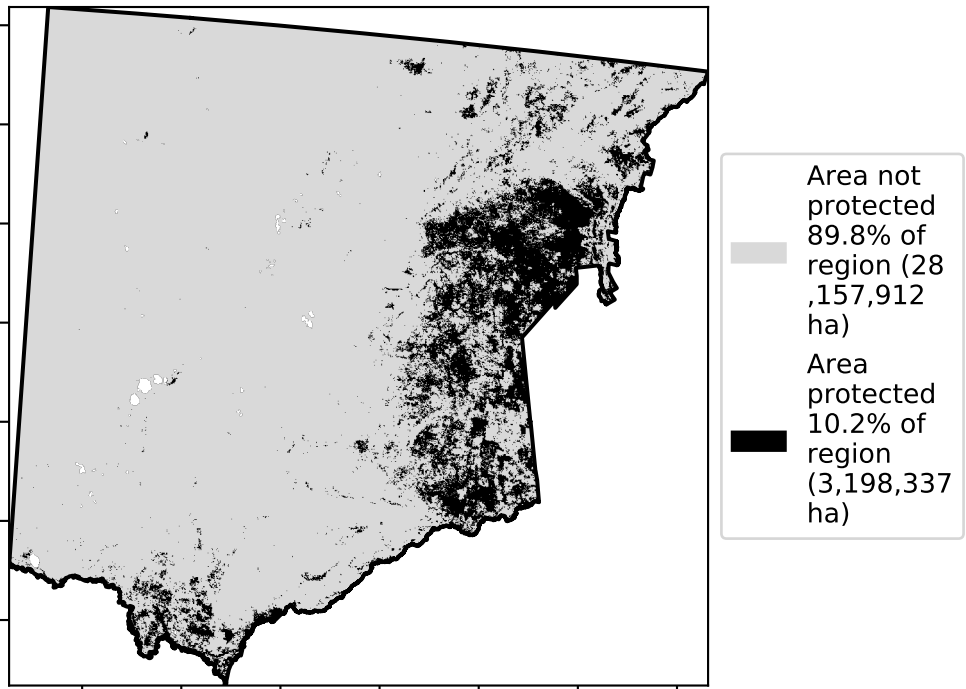 Area not
protected
89.8% of
region (28
,157,912
ha)
Area
protected
10.2% of
region
(3,198,337
ha)